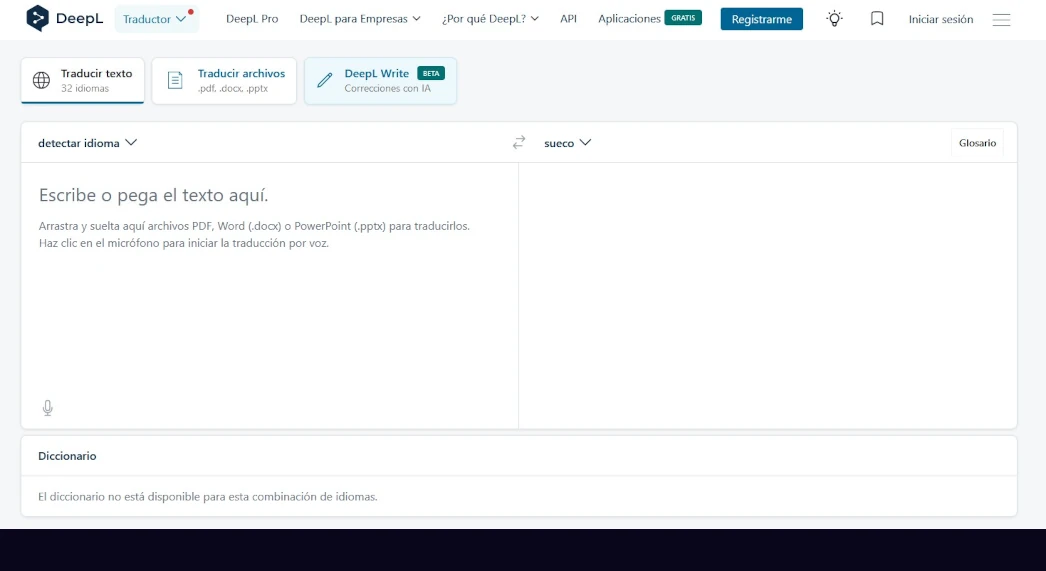 DeepL Traductor DeepL Pro DeepL para Empresas ¿Por qué DeepL? API Aplicaciones GRATIS Registrarme Iniciar sesión
Traducir texto
32 idiomas
Traducir archivos
.pdf, .docx, .pptx
DeepL Write BETA
Correcciones con IA
detectar idioma sueco Glosario
Escribe o pega el texto aquí.
Arrastra y suelta aquí archivos PDF, Word (.docx) o PowerPoint (.pptx) para traducirlos.
Haz clic en el micrófono para iniciar la traducción por voz.
Diccionario
El diccionario no está disponible para esta combinación de idiomas.